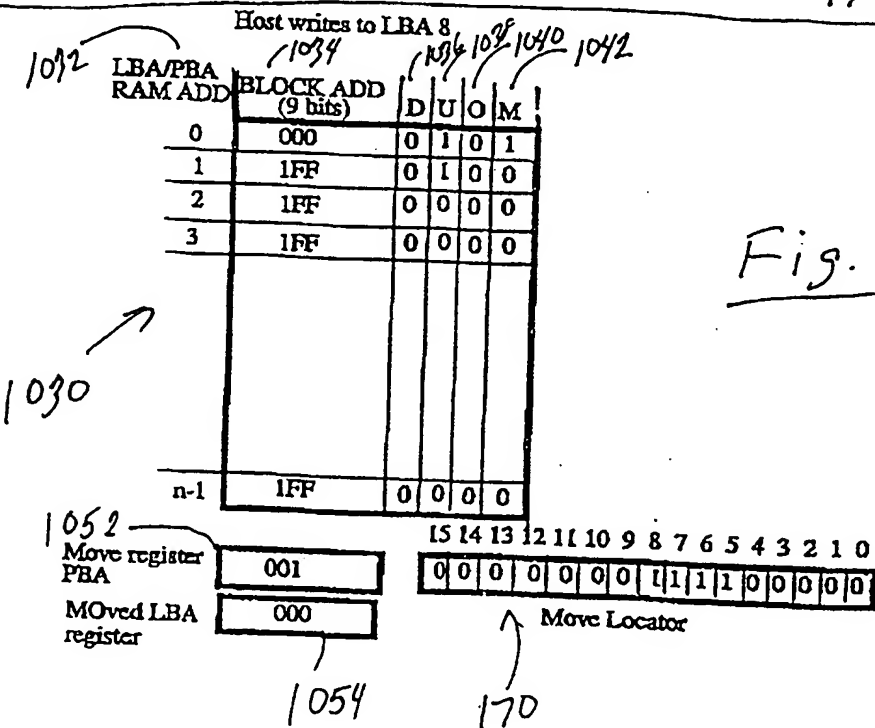 Host writes to LBA 8
1032 1034 1036 1038 1040 1042
LBA/PBA RAM ADD BLOCK ADD (9 bits) D U O M
0 000 0 1 0 1
1 1FF 0 1 0 0
2 1FF 0 0 0 0
3 1FF 0 0 0 0
Fig.
1030
n-1 1FF 0 0 0 0
1052
15 14 13 12 11 10 9 8 7 6 5 4 3 2 1 0
Move register PBA 001 0 0 0 0 0 0 0 1 1 1 1 0 0 0 0 0
MOved LBA register 000
Move Locator
1054 170